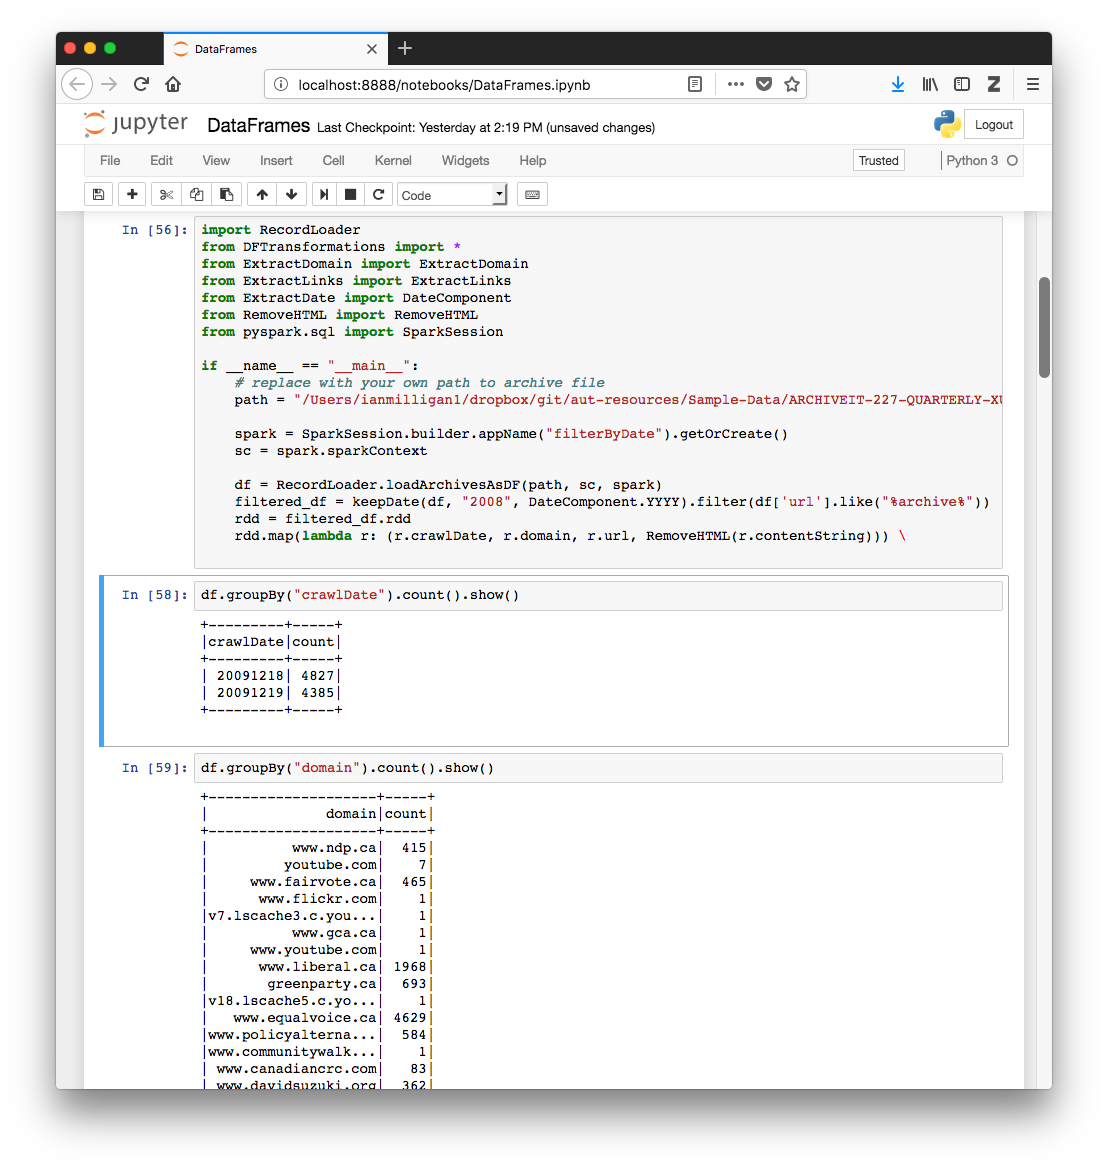 DataFrames
localhost:8888/notebooks/DataFrames.ipynb
jupyter DataFrames Last Checkpoint: Yesterday at 2:19 PM (unsaved changes) Logout
File Edit View Insert Cell Kernel Widgets Help Trusted Python 3
Code
In [56]: import RecordLoader
from DFTransformations import *
from ExtractDomain import ExtractDomain
from ExtractLinks import ExtractLinks
from ExtractDate import DateComponent
from RemoveHTML import RemoveHTML
from pyspark.sql import SparkSession
if __name__ == "__main__":
# replace with your own path to archive file
path = "/Users/ianmilligan1/dropbox/git/aut-resources/Sample-Data/ARCHIVEIT-227-QUARTERLY-XU
spark = SparkSession.builder.appName("filterByDate").getOrCreate()
sc = spark.sparkContext
df = RecordLoader.loadArchivesAsDF(path, sc, spark)
filtered_df = keepDate(df, "2008", DateComponent.YYYY).filter(df['url'].like("%archive%"))
rdd = filtered_df.rdd
rdd.map(lambda r: (r.crawlDate, r.domain, r.url, RemoveHTML(r.contentString))) \
In [58]: df.groupBy("crawlDate").count().show()
+---------+-----+
|crawlDate|count|
+---------+-----+
| 20091218| 4827|
| 20091219| 4385|
+---------+-----+
In [59]: df.groupBy("domain").count().show()
+--------------------+-----+
|              domain|count|
+--------------------+-----+
|          www.ndp.ca|  415|
|         youtube.com|    7|
|     www.fairvote.ca|  465|
|      www.flickr.com|    1|
|v7.lscache3.c.you...|    1|
|          www.gca.ca|    1|
|     www.youtube.com|    1|
|      www.liberal.ca| 1968|
|       greenparty.ca|  693|
|v18.lscache5.c.yo...|    1|
|   www.equalvoice.ca| 4629|
|www.policyalterna...|  584|
|www.communitywalk...|    1|
| www.canadiancrc.com|   83|
| www.davidsuzuki.org|  362|